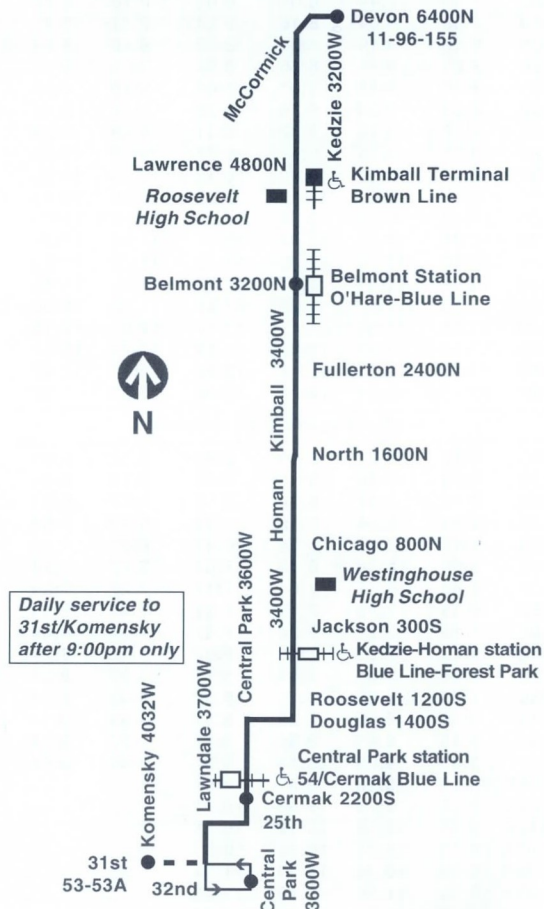 Devon 6400N
11-96-155
McCormick
Kedzie 3200W
Lawrence 4800N
Kimball Terminal
Brown Line
Roosevelt
High School
Belmont 3200N
Belmont Station
O'Hare-Blue Line
Kimball 3400W
Fullerton 2400N
N
North 1600N
Homan 3400W
Chicago 800N
Westinghouse
High School
Central Park 3600W
Daily service to
31st/Komensky
after 9:00pm only
Jackson 300S
Kedzie-Homan station
Blue Line-Forest Park
Lawndale 3700W
Komensky 4032W
Roosevelt 1200S
Douglas 1400S
Central Park station
54/Cermak Blue Line
Cermak 2200S
25th
31st
53-53A
32nd
Central
Park
3600W